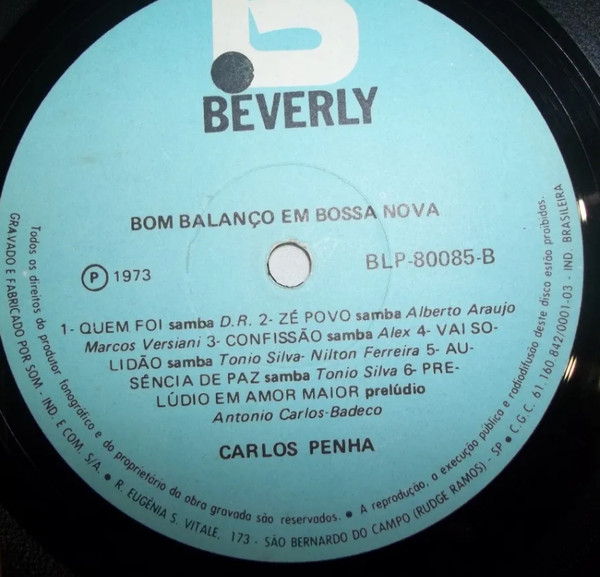 B
BEVERLY
BOM BALANÇO EM BOSSA NOVA
Ⓟ 1973
BLP-80085-B
1- QUEM FOI samba D.R. 2- ZÉ POVO samba Alberto Araujo
Marcos Versiani 3- CONFISSÃO samba Alex 4- VAI SO-
LIDÃO samba Tonio Silva- Nilton Ferreira 5- AU-
SÊNCIA DE PAZ samba Tonio Silva 6- PRE-
LÚDIO EM AMOR MAIOR prelúdio
Antonio Carlos-Badeco
CARLOS PENHA
Todos os direitos do produtor fonográfico e do proprietário da obra gravada são reservados. ● A reprodução, a execução pública e radiodifusão deste disco estão proibidas.
GRAVADO E FABRICADO POR SOM - IND. E COM. S/A. ● R. EUGÊNIA S. VITALE, 173 - SÃO BERNARDO DO CAMPO (RUDGE RAMOS) - SP ● C.G.C. 61.160.842/0001-03 - IND. BRASILEIRA